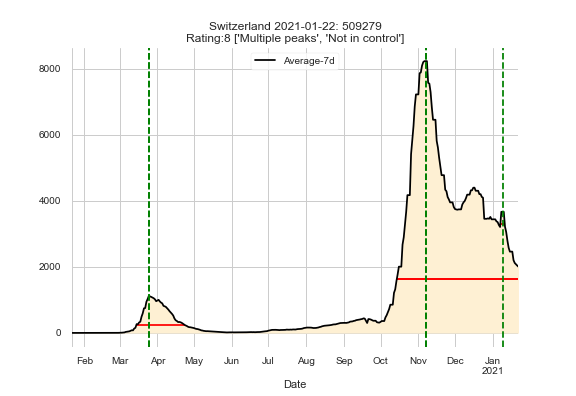 Switzerland 2021-01-22: 509279
Rating:8 ['Multiple peaks', 'Not in control']
Average-7d
8000
6000
4000
2000
0
Feb Mar Apr May Jun Jul Aug Sep Oct Nov Dec Jan
2021
Date